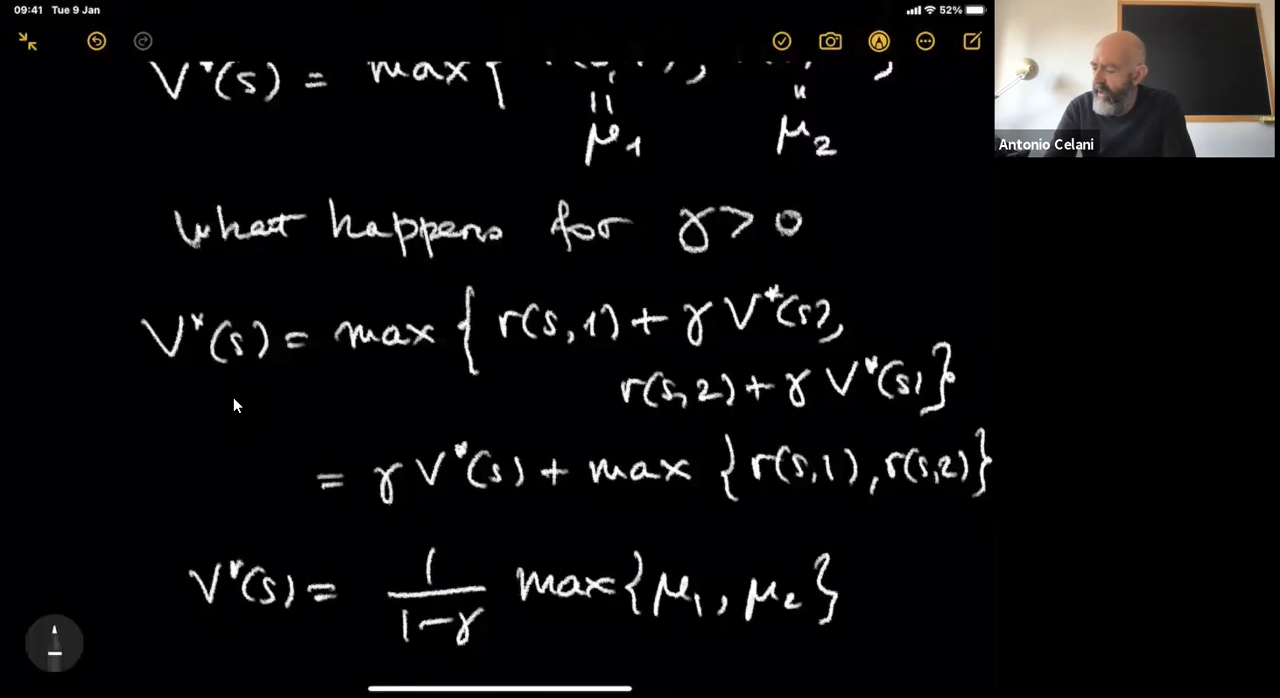 09:41 Tue 9 Jan
52%
V*(s) = max {
|| ||
μ1 μ2
Antonio Celani
What happens for γ > 0
V*(s) = max { r(s,1) + γ V*(s),
r(s,2) + γ V*(s) }
= γ V*(s) + max { r(s,1), r(s,2) }
V*(s) = 1/(1-γ) max{ μ1, μ2 }